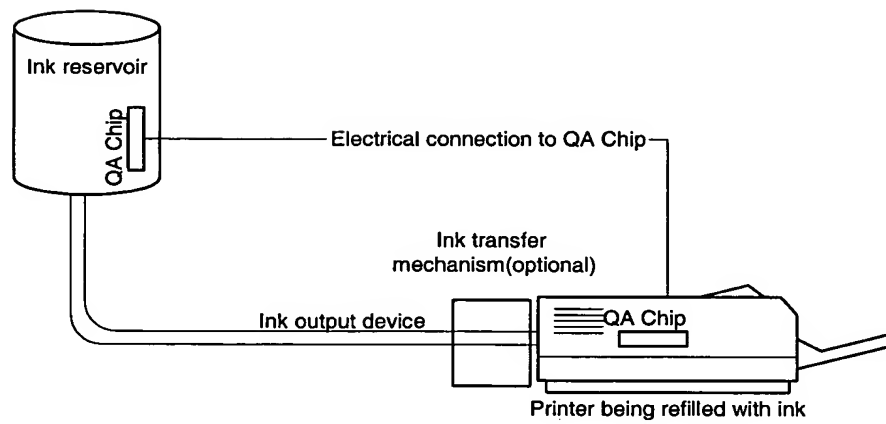 Ink reservoir
QA Chip
Electrical connection to QA Chip
Ink transfer
mechanism(optional)
Ink output device
QA Chip
Printer being refilled with ink